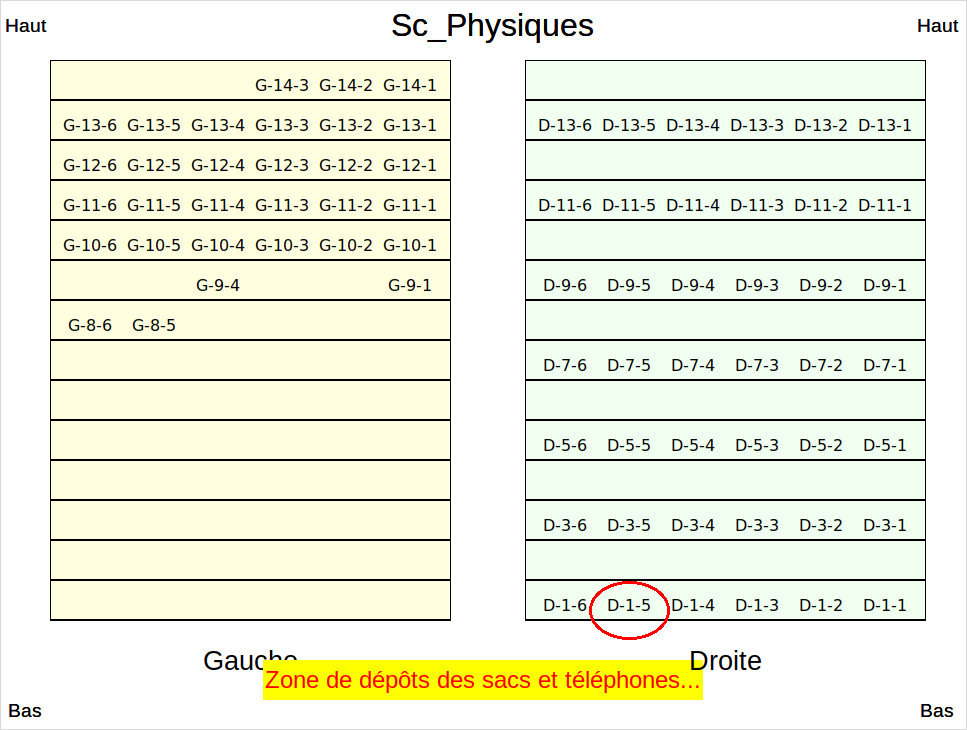 Sc_Physiques
Haut Haut
G-14-3 G-14-2 G-14-1
G-13-6 G-13-5 G-13-4 G-13-3 G-13-2 G-13-1 D-13-6 D-13-5 D-13-4 D-13-3 D-13-2 D-13-1
G-12-6 G-12-5 G-12-4 G-12-3 G-12-2 G-12-1
G-11-6 G-11-5 G-11-4 G-11-3 G-11-2 G-11-1 D-11-6 D-11-5 D-11-4 D-11-3 D-11-2 D-11-1
G-10-6 G-10-5 G-10-4 G-10-3 G-10-2 G-10-1
G-9-4 G-9-1 D-9-6 D-9-5 D-9-4 D-9-3 D-9-2 D-9-1
G-8-6 G-8-5
D-7-6 D-7-5 D-7-4 D-7-3 D-7-2 D-7-1
D-5-6 D-5-5 D-5-4 D-5-3 D-5-2 D-5-1
D-3-6 D-3-5 D-3-4 D-3-3 D-3-2 D-3-1
D-1-6 D-1-5 D-1-4 D-1-3 D-1-2 D-1-1
Gauche Droite
Zone de dépôts des sacs et téléphones...
Bas Bas